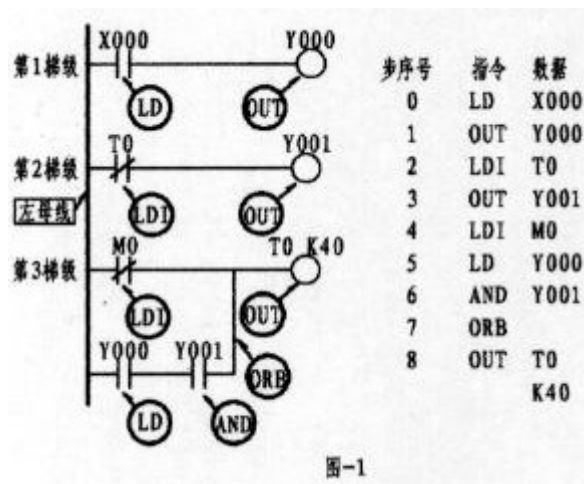 X000 Y000
第1梯级
LD OUT
T0 Y001
第2梯级
LDI OUT
左母线
M0 T0 K40
第3梯级
LDI OUT
Y000 Y001
ORB
LD AND
步序号 指令 数据
0 LD X000
1 OUT Y000
2 LDI T0
3 OUT Y001
4 LDI M0
5 LD Y000
6 AND Y001
7 ORB
8 OUT T0
K40
图-1